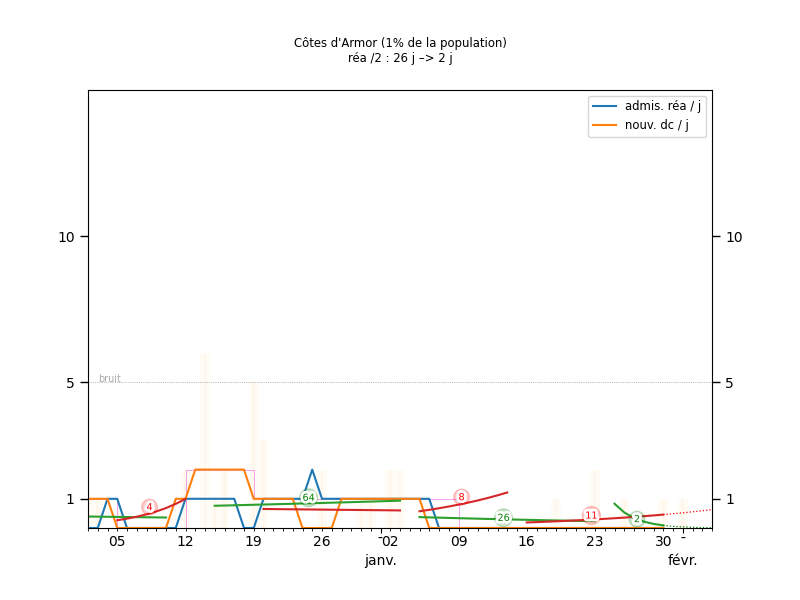 Côtes d'Armor (1% de la population)
réa /2 : 26 j –> 2 j
admis. réa / j
nouv. dc / j
10 10
bruit
5 5
1 1
4 64 8 26 11 2
05 12 19 26 02 09 16 23 30
janv. févr.